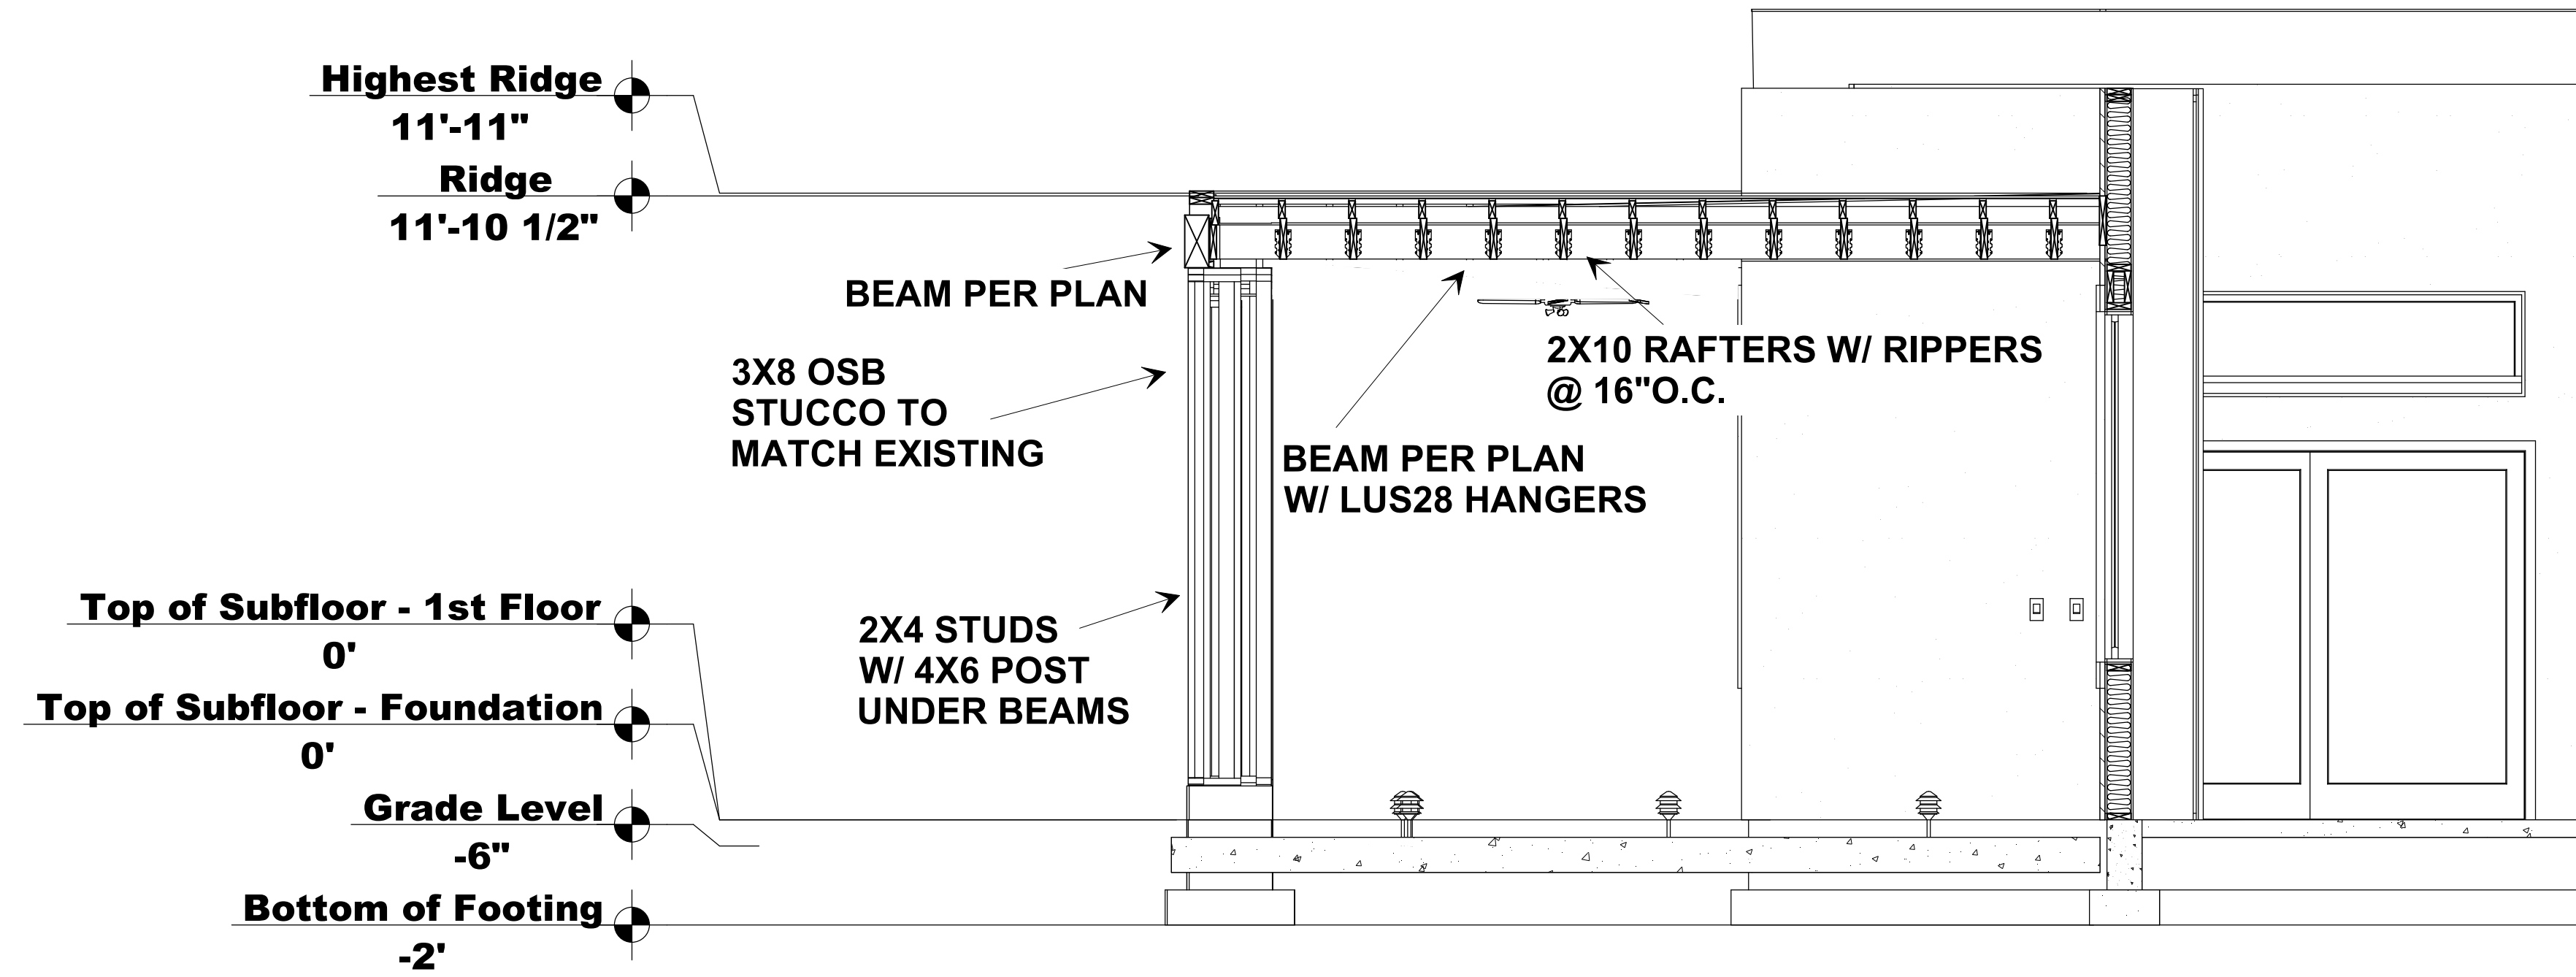 Highest Ridge
11'-11"
Ridge
11'-10 1/2"
BEAM PER PLAN
3X8 OSB
STUCCO TO
MATCH EXISTING
2X10 RAFTERS W/ RIPPERS
@ 16"O.C.
BEAM PER PLAN
W/ LUS28 HANGERS
2X4 STUDS
W/ 4X6 POST
UNDER BEAMS
Top of Subfloor - 1st Floor
0'
Top of Subfloor - Foundation
0'
Grade Level
-6"
Bottom of Footing
-2'